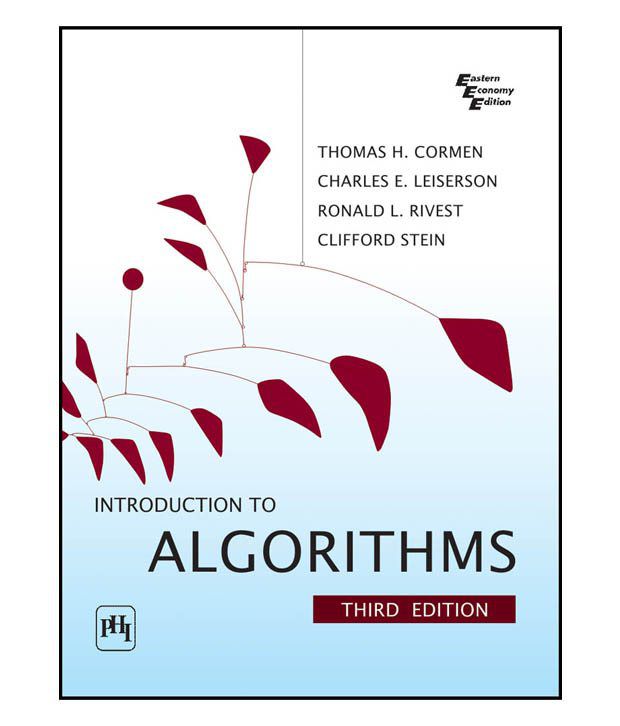 Eastern
Economy
Edition
THOMAS H. CORMEN
CHARLES E. LEISERSON
RONALD L. RIVEST
CLIFFORD STEIN
INTRODUCTION TO
ALGORITHMS
THIRD EDITION
PHI